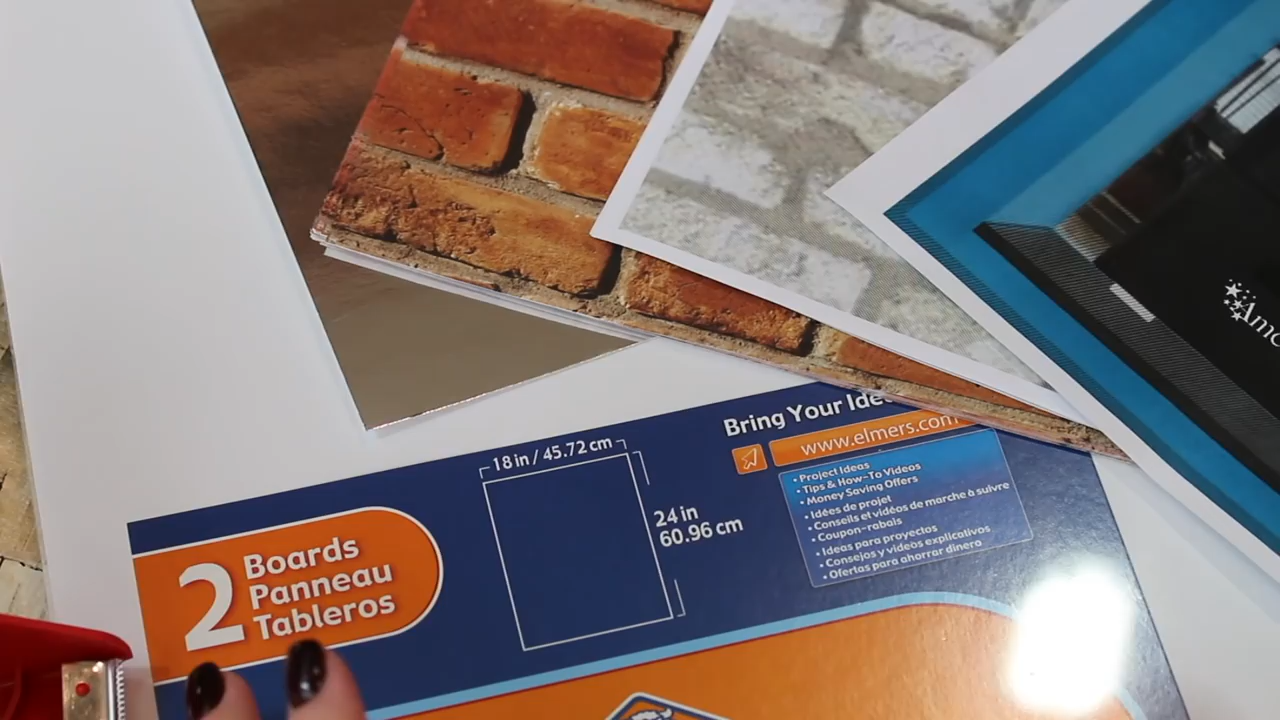 Bring Your
www.elmers.com
• Project Ideas
• Tips & How-To Videos
• Money Saving Offers
• Idées de projet
• Conseils et vidéos de marche à suivre
• Coupon-rabais
• Ideas para proyectos
• Consejos y videos explicativos
• Ofertas para ahorrar dinero
18 in / 45.72 cm
24 in
60.96 cm
2
Boards
Panneau
Tableros